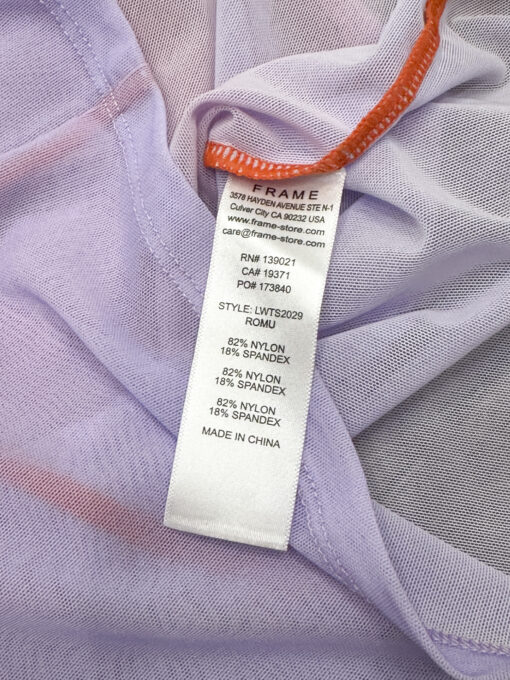 FRAME
3578 HAYDEN AVENUE STE N-1
Culver City CA 90232 USA
www.frame-store.com
care@frame-store.com
RN# 139021
CA# 19371
PO# 173840
STYLE: LWTS2029
ROMU
82% NYLON
18% SPANDEX
82% NYLON
18% SPANDEX
82% NYLON
18% SPANDEX
MADE IN CHINA